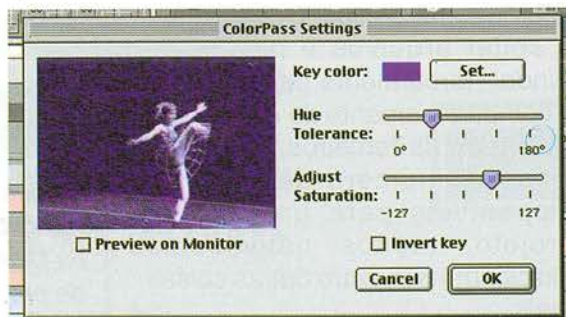 ColorPass Settings
Key color:
Set...
Hue
Tolerance:
0° 180°
Adjust
Saturation:
-127 127
Preview on Monitor
Invert key
Cancel OK